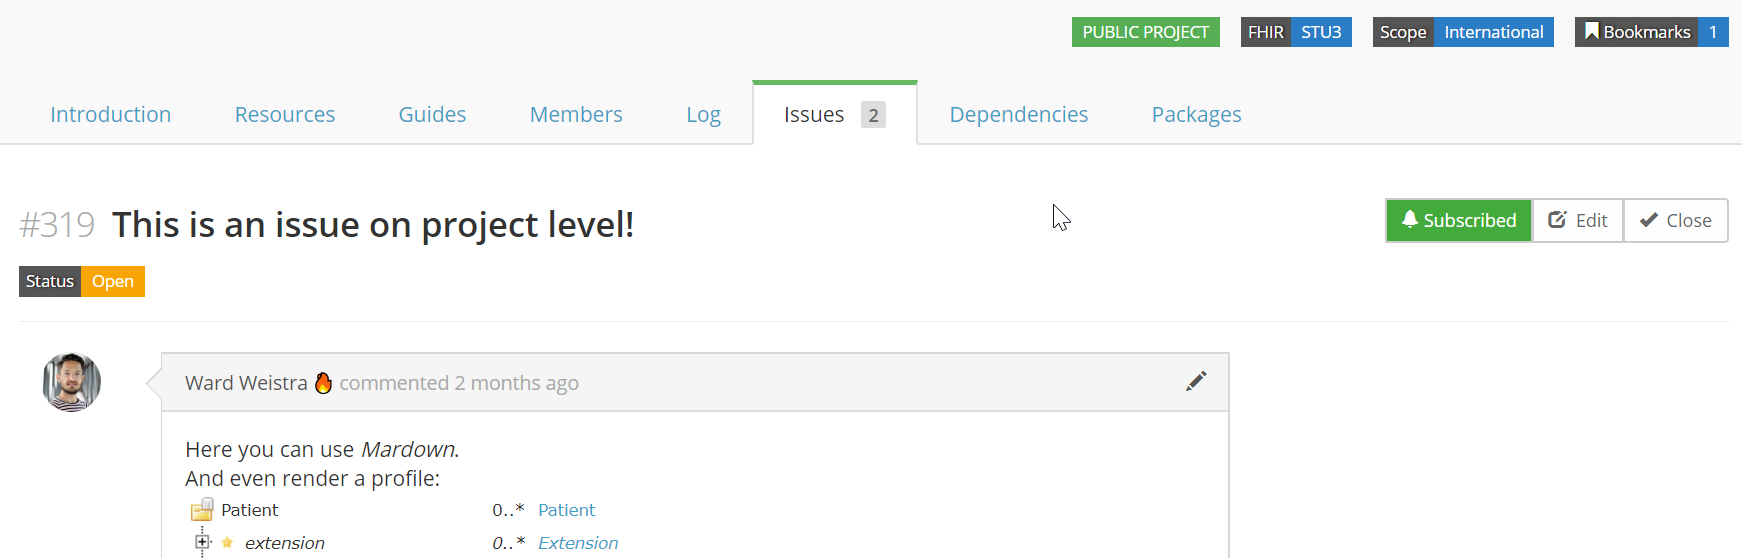 PUBLIC PROJECT FHIR STU3 Scope International Bookmarks 1
Introduction Resources Guides Members Log Issues 2 Dependencies Packages
#319 This is an issue on project level! Subscribed Edit Close
Status Open
Ward Weistra 🔥 commented 2 months ago
Here you can use Mardown.
And even render a profile:
Patient 0..* Patient
extension 0..* Extension